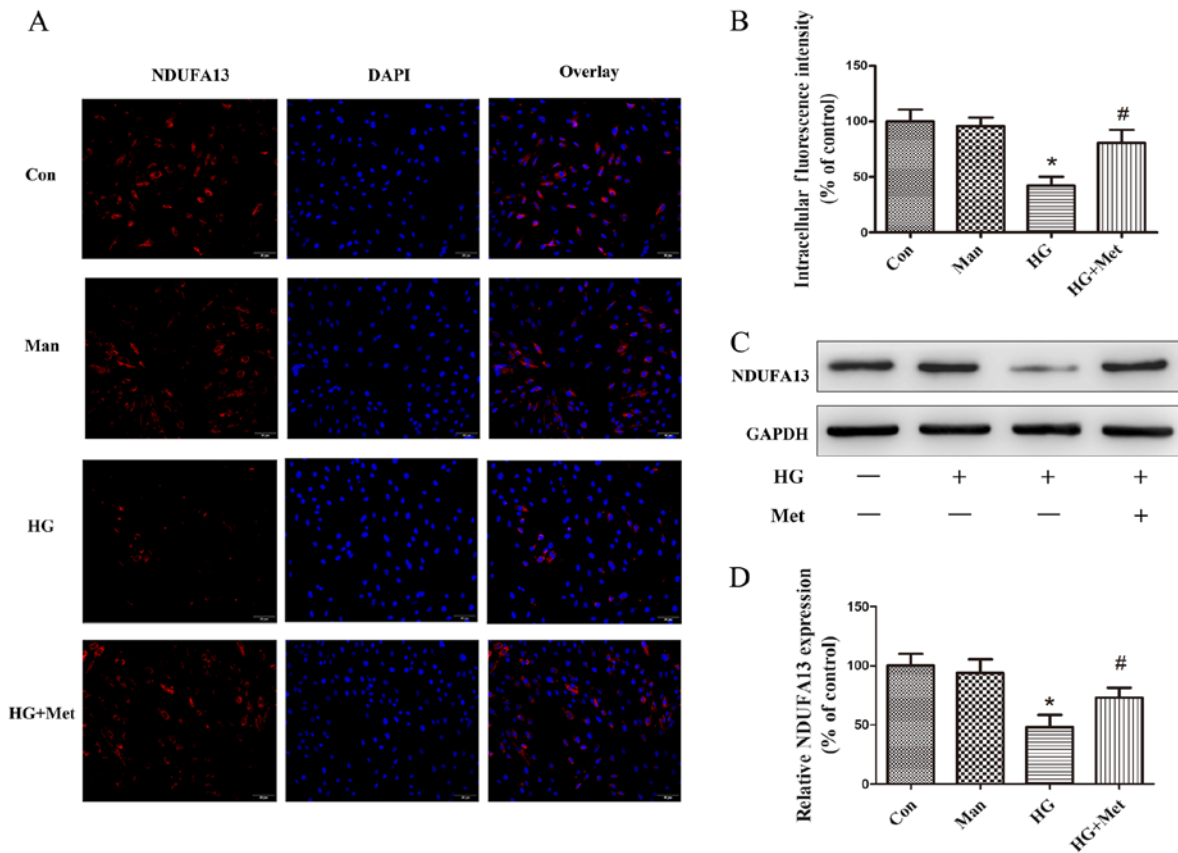 A
NDUFA13 DAPI Overlay
Con
Man
HG
HG+Met
B
Intracellular fluorescence intensity
(% of control)
150
100
50
0
*
#
Con Man HG HG+Met
C
NDUFA13
GAPDH
HG — + + +
Met — — — +
D
Relative NDUFA13 expression
(% of control)
150
100
50
0
*
#
Con Man HG HG+Met